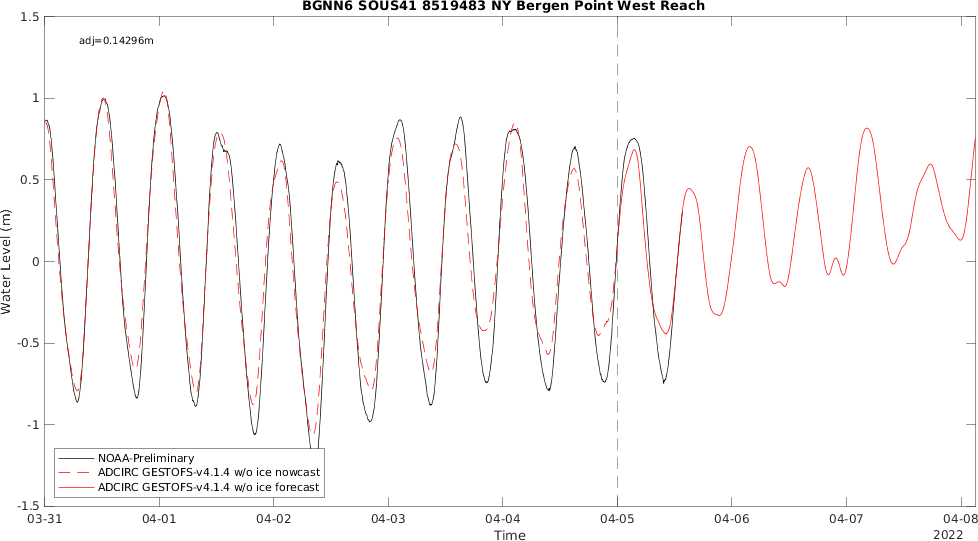 BGNN6 SOUS41 8519483 NY Bergen Point West Reach
1.5
adj=0.14296m
1
0.5
0
-0.5
-1
-1.5
Water Level (m)
NOAA-Preliminary
ADCIRC GESTOFS-v4.1.4 w/o ice nowcast
ADCIRC GESTOFS-v4.1.4 w/o ice forecast
03-31 04-01 04-02 04-03 04-04 04-05 04-06 04-07 04-08
Time
2022